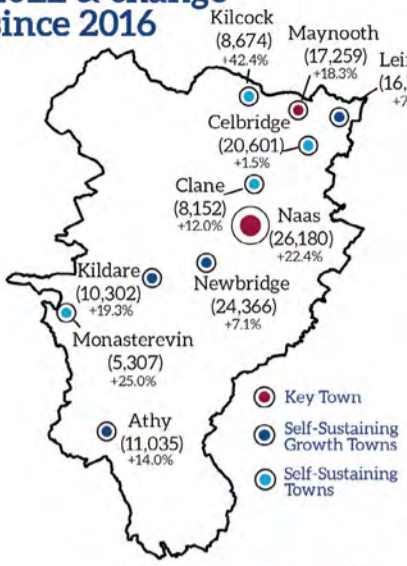 since 2016
Kilcock
(8,674)
+42.4%
Maynooth
(17,259)
+18.3%
Celbridge
(20,601)
+1.5%
Clane
(8,152)
+12.0%
Naas
(26,180)
+22.4%
Kildare
(10,302)
+19.3%
Newbridge
(24,366)
+7.1%
Monasterevin
(5,307)
+25.0%
Athy
(11,035)
+14.0%
Key Town
Self-Sustaining
Growth Towns
Self-Sustaining
Towns